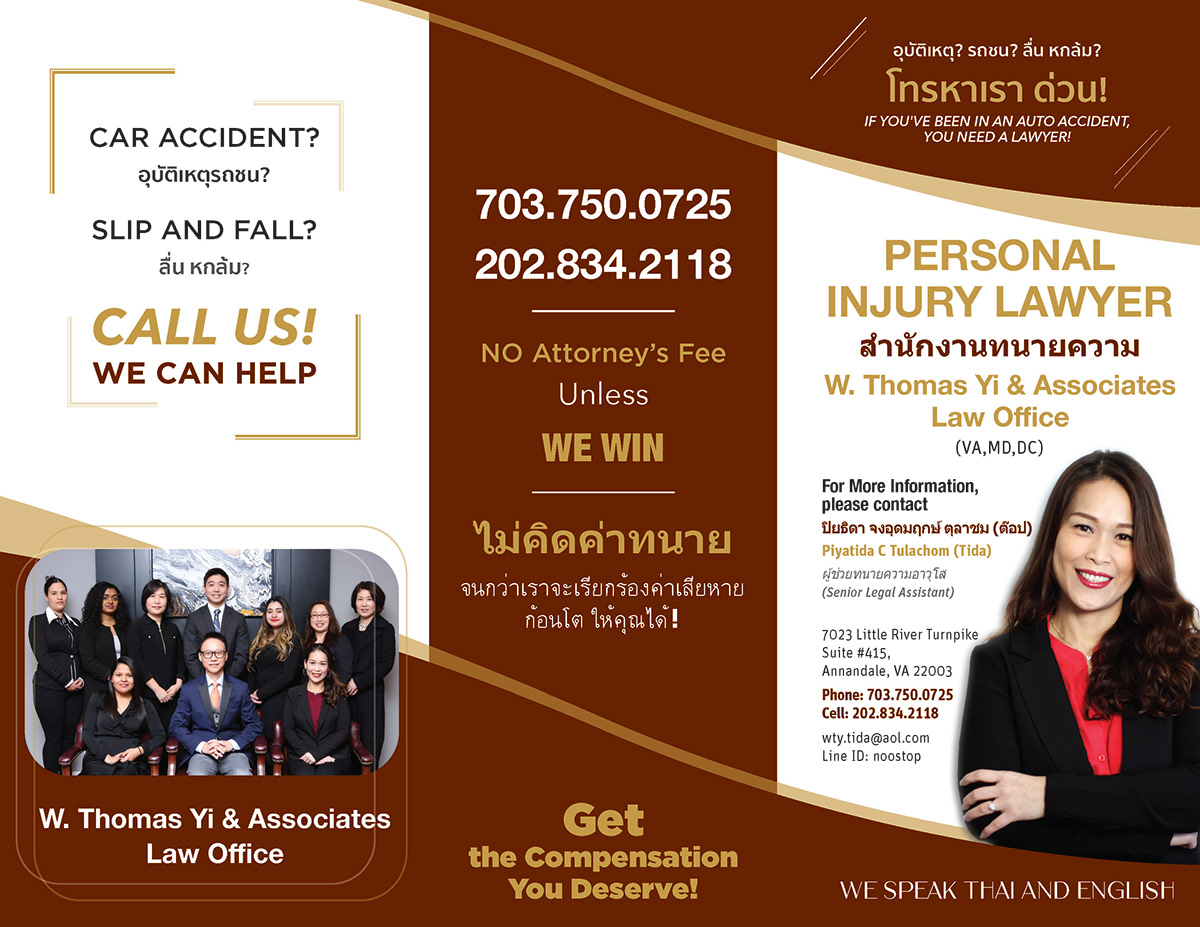 CAR ACCIDENT?
อุบัติเหตุรถชน?
SLIP AND FALL?
ลื่น หกล้ม?
CALL US!
WE CAN HELP
W. Thomas Yi & Associates
Law Office
703.750.0725
202.834.2118
NO Attorney's Fee
Unless
WE WIN
ไม่คิดค่าทนาย
จนกว่าเราจะเรียกร้องค่าเสียหาย
ก้อนโต ให้คุณได้!
Get
the Compensation
You Deserve!
อุบัติเหตุ? รถชน? ลื่น หกล้ม?
โทรหาเรา ด่วน!
IF YOU'VE BEEN IN AN AUTO ACCIDENT,
YOU NEED A LAWYER!
PERSONAL
INJURY LAWYER
สำนักงานทนายความ
W. Thomas Yi & Associates
Law Office
(VA,MD,DC)
For More Information,
please contact
ปิยธิดา จงอุดมฤกษ์ ตุลาชม (ต๊อป)
Piyatida C Tulachom (Tida)
ผู้ช่วยทนายความอาวุโส
(Senior Legal Assistant)
7023 Little River Turnpike
Suite #415,
Annandale, VA 22003
Phone: 703.750.0725
Cell: 202.834.2118
wty.tida@aol.com
Line ID: noostop
WE SPEAK THAI AND ENGLISH